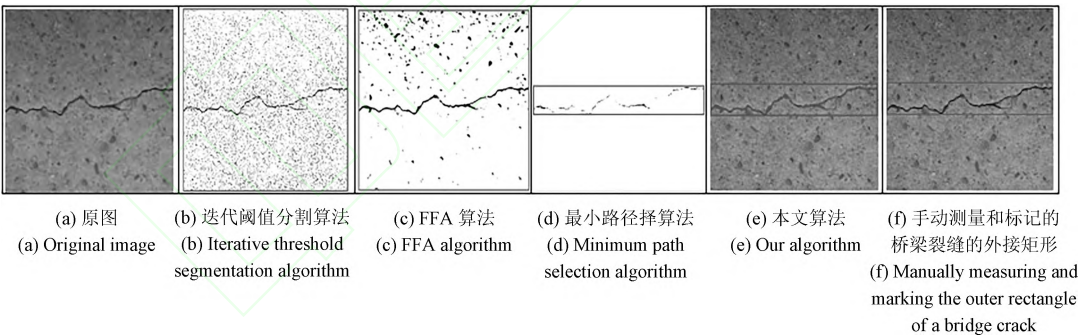 (a) 原图
(a) Original image
(b) 迭代阈值分割算法
(b) Iterative threshold
segmentation algorithm
(c) FFA 算法
(c) FFA algorithm
(d) 最小路径择算法
(d) Minimum path
selection algorithm
(e) 本文算法
(e) Our algorithm
(f) 手动测量和标记的
桥梁裂缝的外接矩形
(f) Manually measuring and
marking the outer rectangle
of a bridge crack